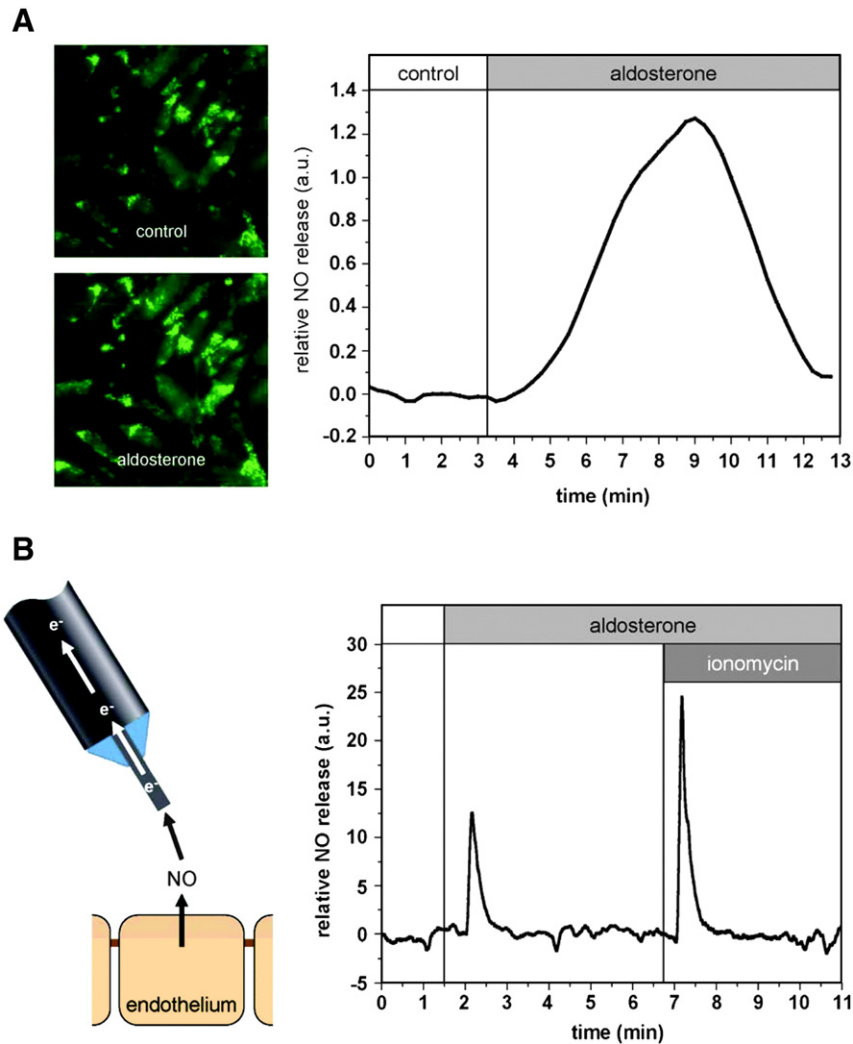 A
control
aldosterone
control aldosterone
relative NO release (a.u.)
1.4
1.2
1.0
0.8
0.6
0.4
0.2
0.0
-0.2
0 1 2 3 4 5 6 7 8 9 10 11 12 13
time (min)
B
e-
e-
e-
NO
endothelium
aldosterone
ionomycin
relative NO release (a.u.)
30
25
20
15
10
5
0
-5
0 1 2 3 4 5 6 7 8 9 10 11
time (min)